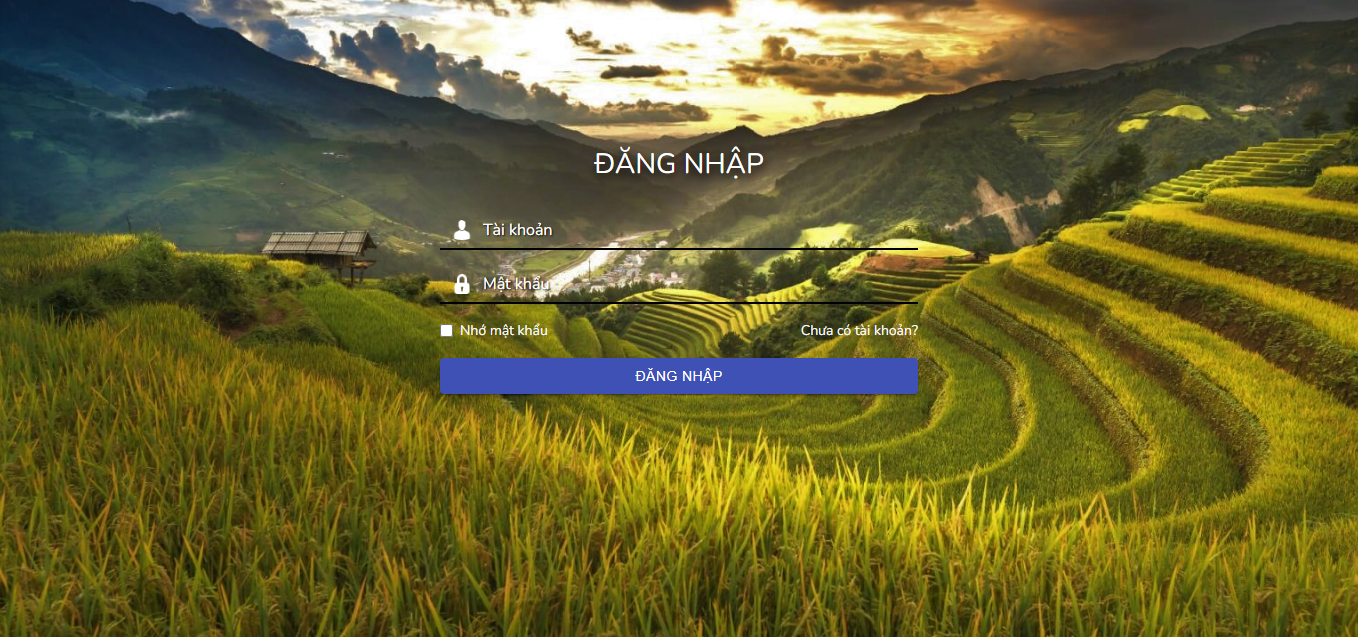 ĐĂNG NHẬP
Tài khoản
Mật khẩu
Nhớ mật khẩu Chưa có tài khoản?
ĐĂNG NHẬP